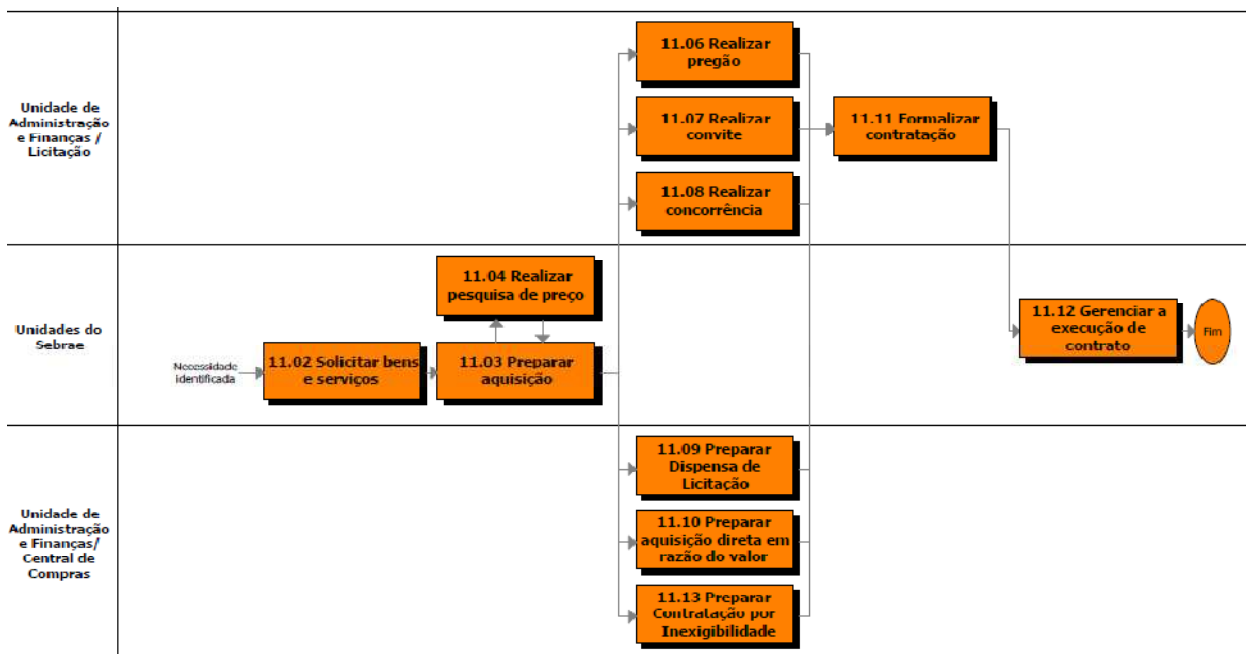 Unidade de
Administração
e Finanças /
Licitação
11.06 Realizar
pregão
11.07 Realizar
convite
11.08 Realizar
concorrência
11.11 Formalizar
contratação
Unidades do
Sebrae
Necessidade
identificada
11.02 Solicitar bens
e serviços
11.04 Realizar
pesquisa de preço
11.03 Preparar
aquisição
11.12 Gerenciar a
execução de
contrato
Fim
Unidade de
Administração
e Finanças/
Central de
Compras
11.09 Preparar
Dispensa de
Licitação
11.10 Preparar
aquisição direta em
razão do valor
11.13 Preparar
Contratação por
Inexigibilidade